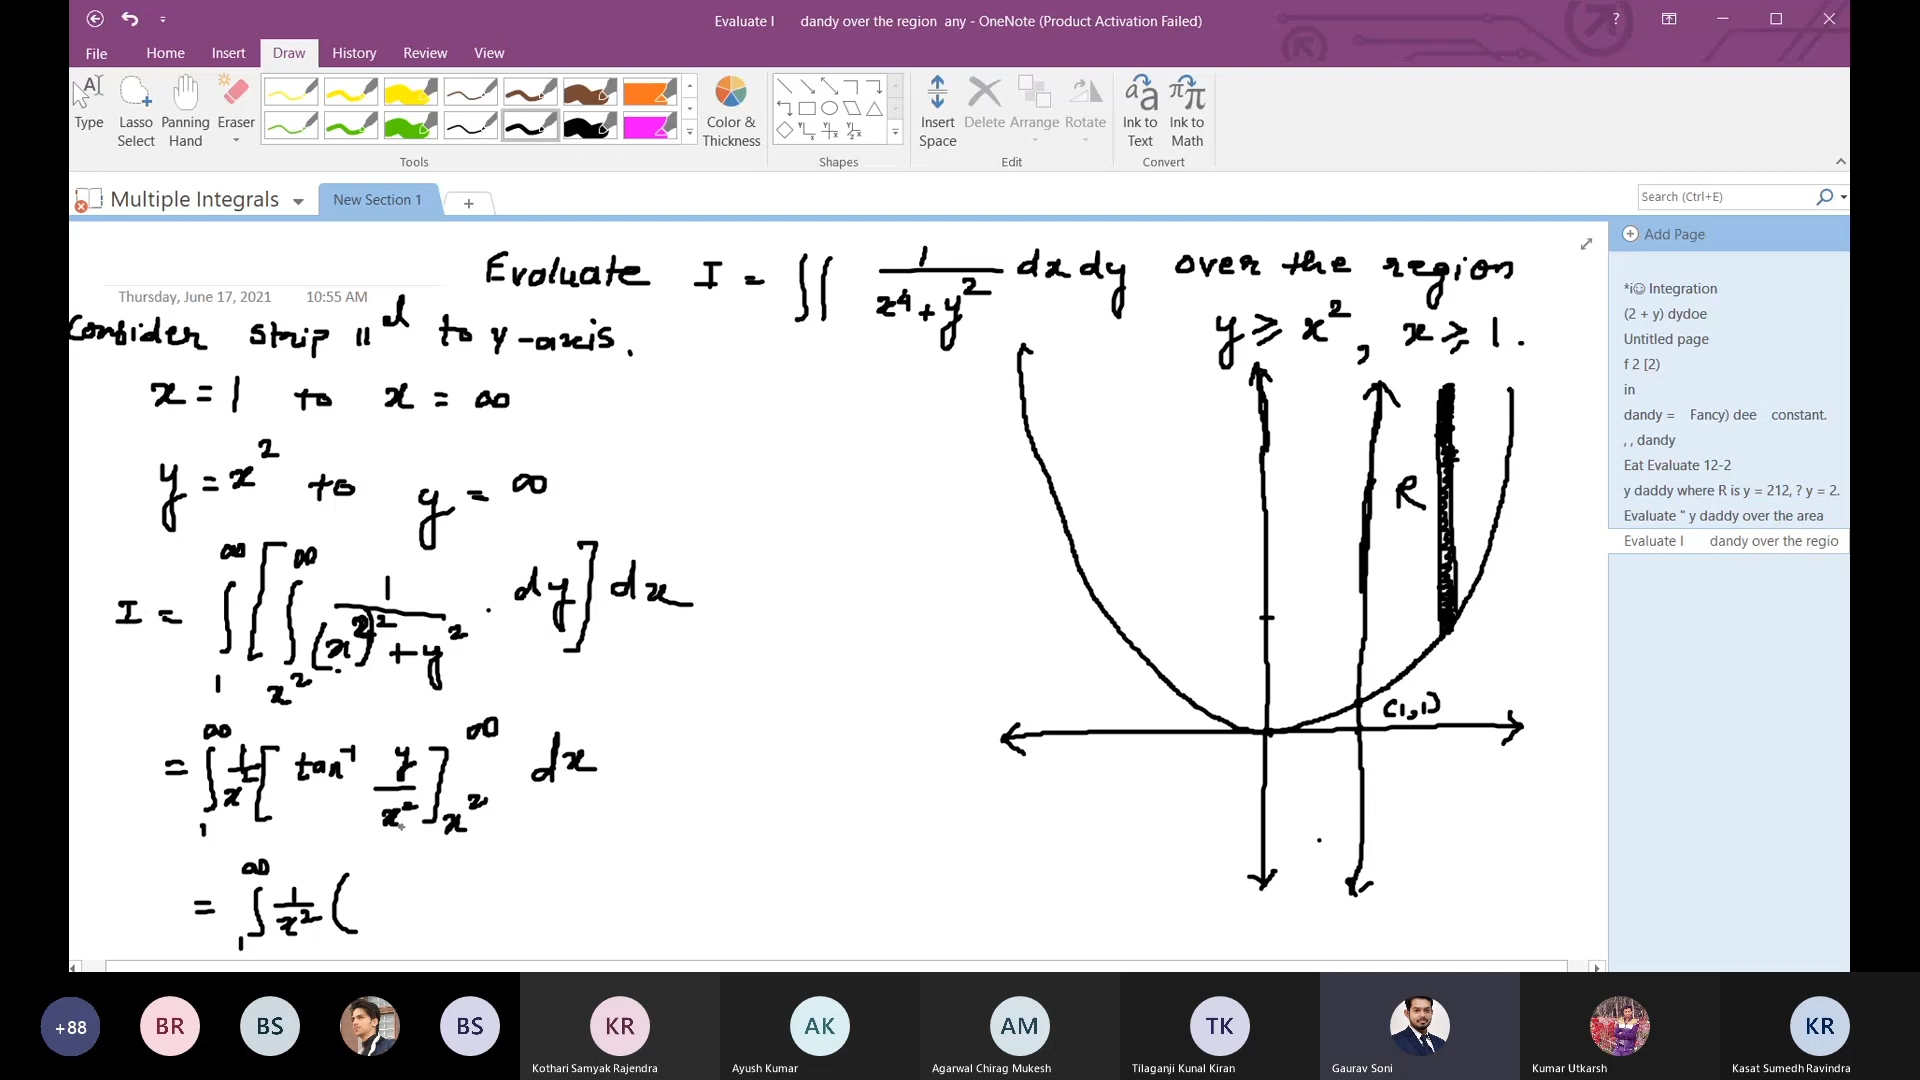 Evaluate I dandy over the region any - OneNote (Product Activation Failed)
?
File Home Insert Draw History Review View
Type
Lasso Select
Panning Hand
Eraser
Color & Thickness
Insert Space
Delete
Arrange
Rotate
Ink to Text
Ink to Math
Tools Shapes Edit Convert
Multiple Integrals
New Section 1
+
Search (Ctrl+E)
Add Page
*i☺ Integration
(2 + y) dydoe
Untitled page
f 2 [2)
in
dandy = Fancy) dee constant.
, , dandy
Eat Evaluate 12-2
y daddy where R is y = 212, ? y = 2.
Evaluate " y daddy over the area
Evaluate I dandy over the regio
Thursday, June 17, 2021 10:55 AM
Evaluate I = ∬ 1/(x⁴+y²) dx dy over the region
y ≥ x², x ≥ 1.
Consider strip ||el to y-axis.
x = 1 to x = ∞
y = x² to y = ∞
I = ∫₁^∞ [ ∫_{x²}^∞ 1/((x²)²+y²) · dy ] dx
= ∫₁^∞ 1/x² [ tan⁻¹ y/x² ]_{x²}^∞ dx
= ∫₁^∞ 1/x² (
R
(1,1)
+88
BR
BS
BS
KR
AK
AM
TK
KR
Kothari Samyak Rajendra
Ayush Kumar
Agarwal Chirag Mukesh
Tilaganji Kunal Kiran
Gaurav Soni
Kumar Utkarsh
Kasat Sumedh Ravindra